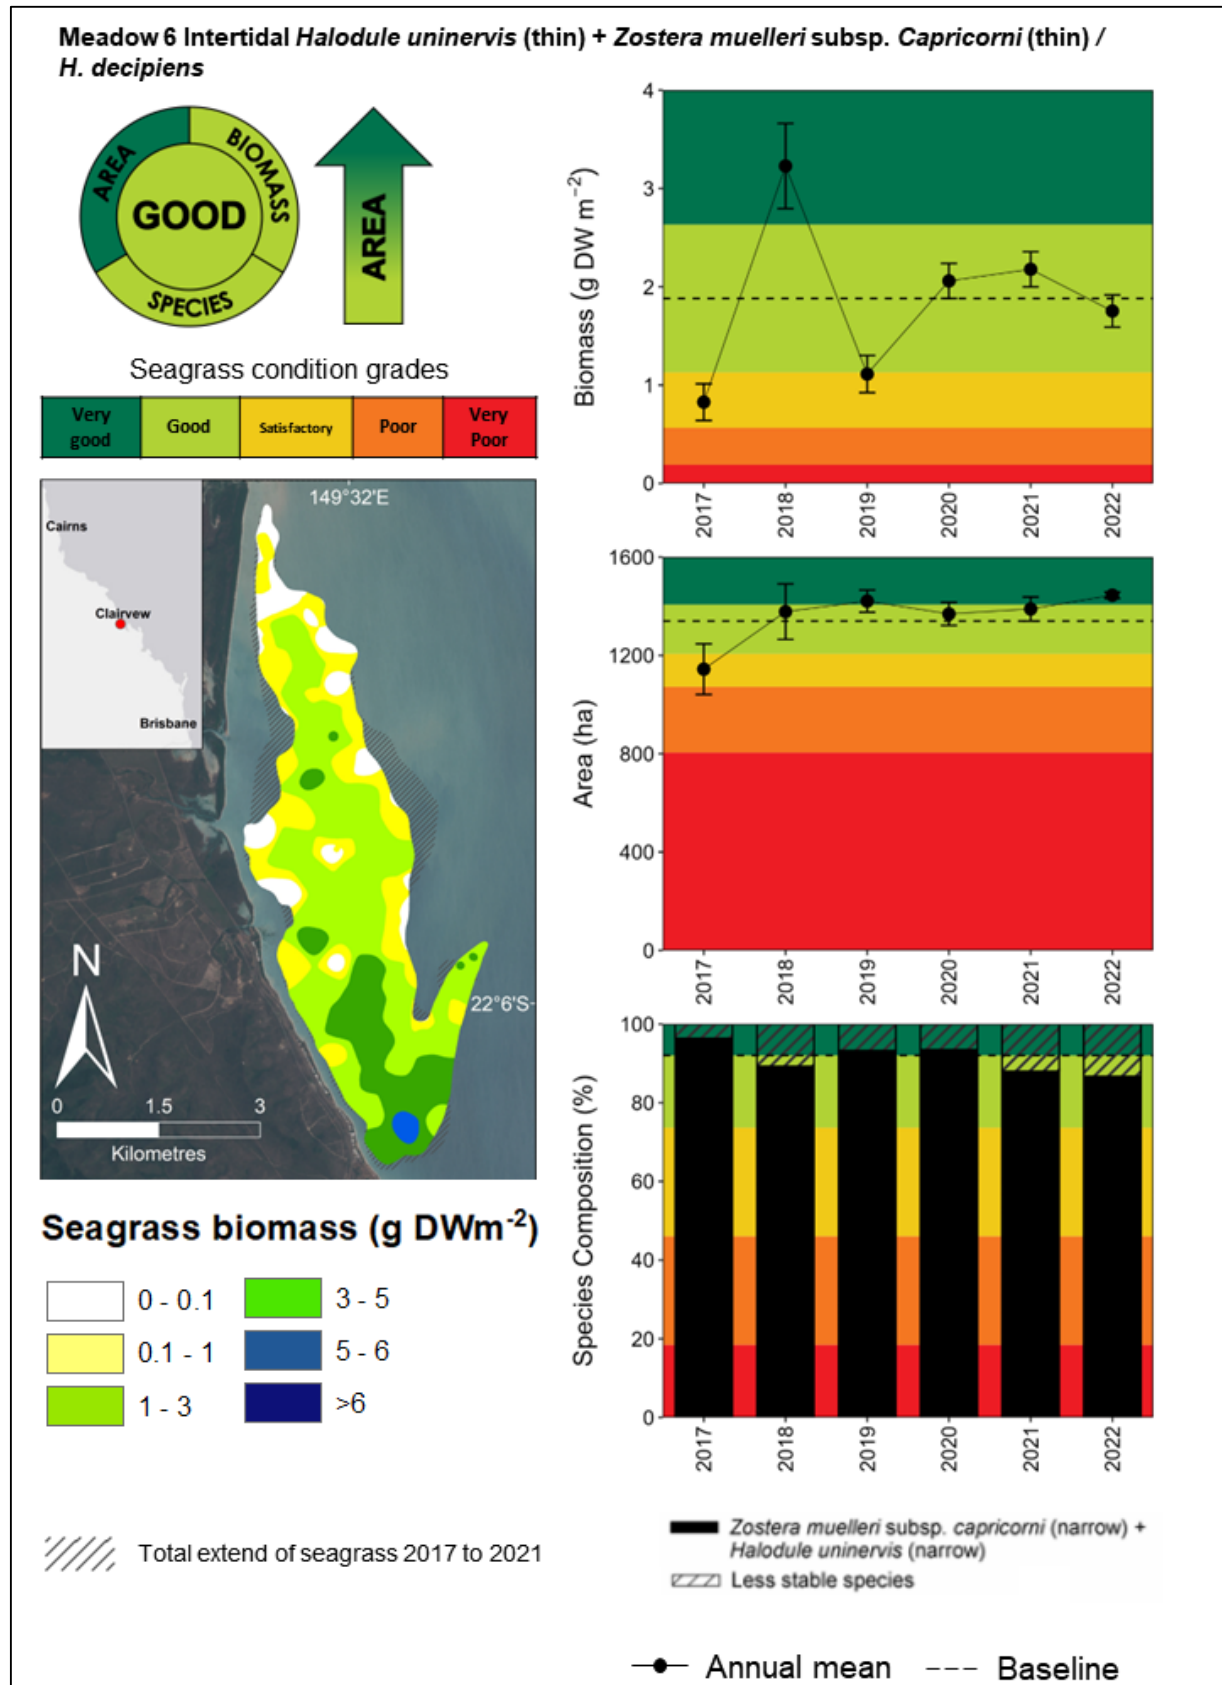 Meadow 6 Intertidal Halodule uninervis (thin) + Zostera muelleri subsp. Capricorni (thin) /
H. decipiens
AREA
BIOMASS
GOOD
SPECIES
AREA
Seagrass condition grades
Very
good
Good
Satisfactory
Poor
Very
Poor
149°32'E
Cairns
Clairvew
Brisbane
N
22°6'S
0 1.5 3
Kilometres
Seagrass biomass (g DWm-2)
0 - 0.1
3 - 5
0.1 - 1
5 - 6
1 - 3
>6
Total extend of seagrass 2017 to 2021
Biomass (g DW m−2)
4
3
2
1
0
2017 2018 2019 2020 2021 2022
Area (ha)
1600
1200
800
400
0
2017 2018 2019 2020 2021 2022
Species Composition (%)
100
80
60
40
20
0
2017 2018 2019 2020 2021 2022
Zostera muelleri subsp. capricorni (narrow) +
Halodule uninervis (narrow)
Less stable species
Annual mean
Baseline